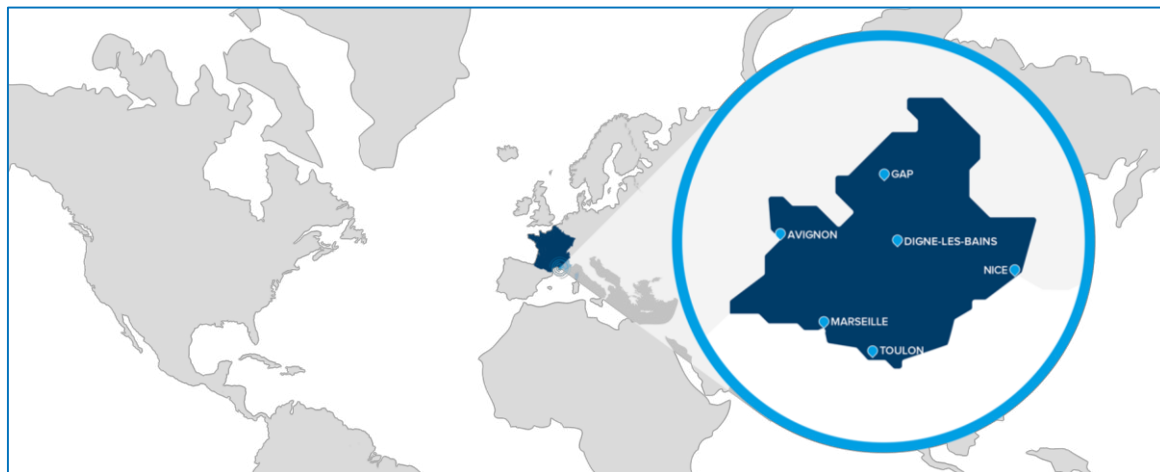 GAP
AVIGNON
DIGNE-LES-BAINS
NICE
MARSEILLE
TOULON